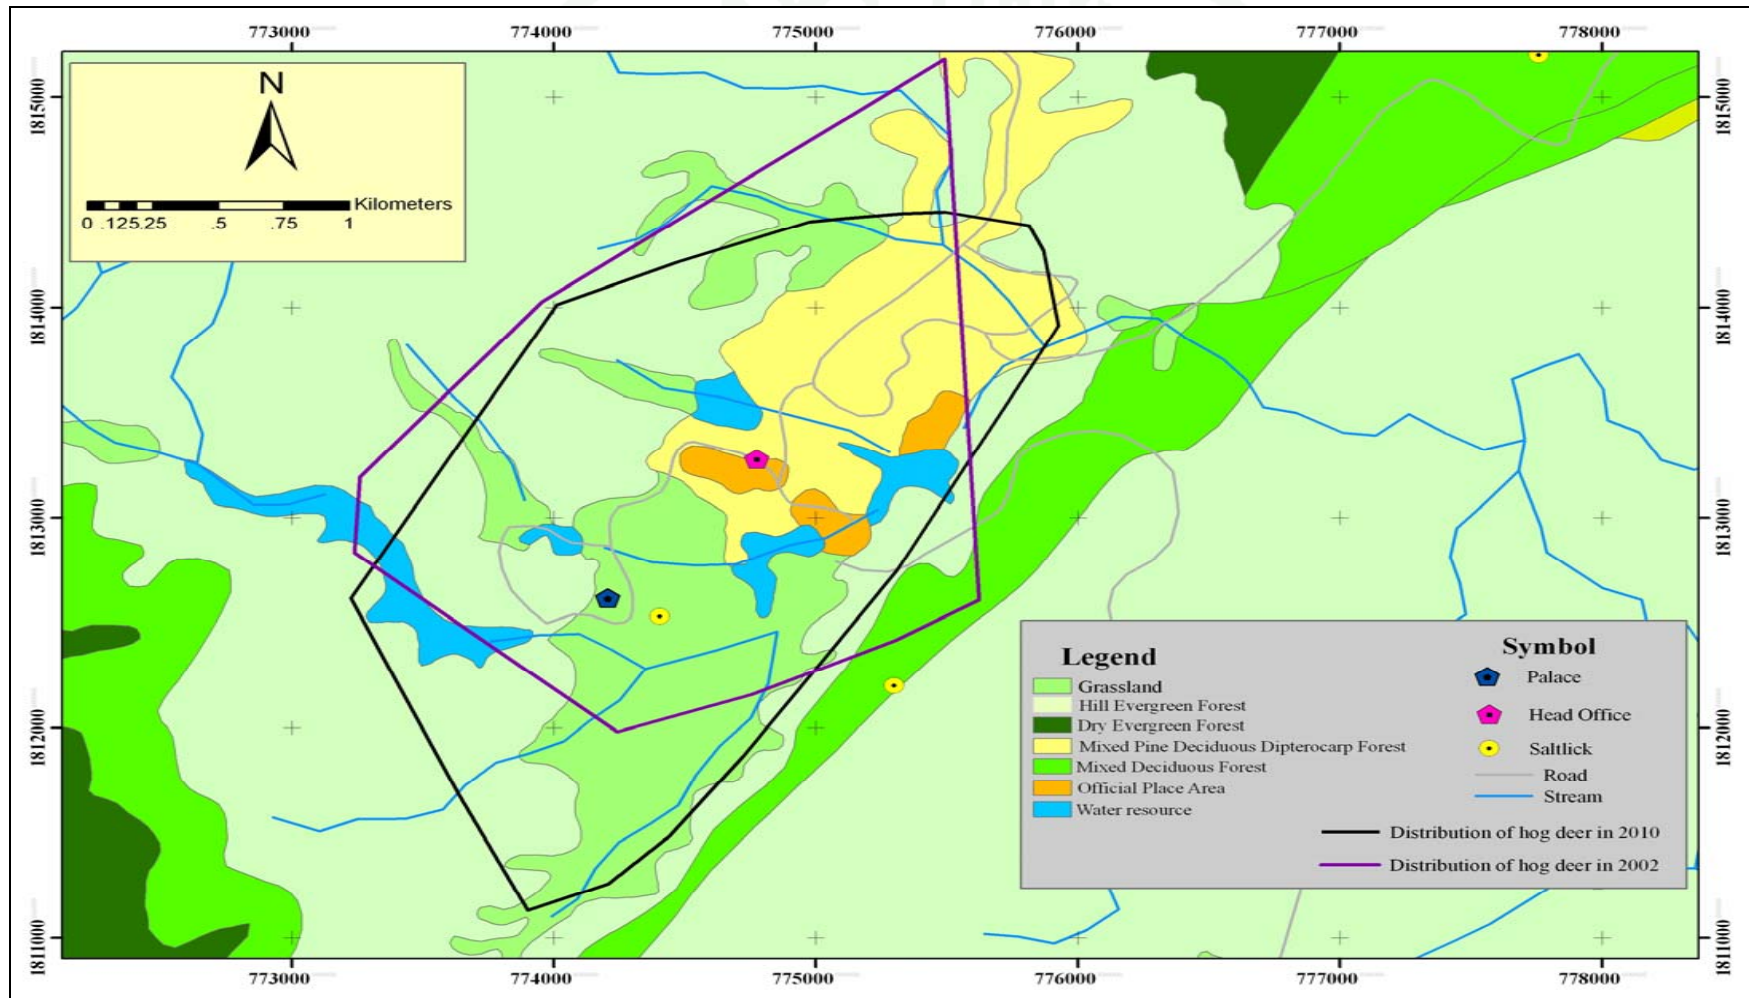 773000 774000 775000 776000 777000 778000
1815000 1815000
N
Kilometers
0 .125.25 .5 .75 1
1814000 1814000
1813000 1813000
1812000 1812000
1811000 1811000
Legend
Grassland
Hill Evergreen Forest
Dry Evergreen Forest
Mixed Pine Deciduous Dipterocarp Forest
Mixed Deciduous Forest
Official Place Area
Water resource
Symbol
Palace
Head Office
Saltlick
Road
Stream
Distribution of hog deer in 2010
Distribution of hog deer in 2002
773000 774000 775000 776000 777000 778000